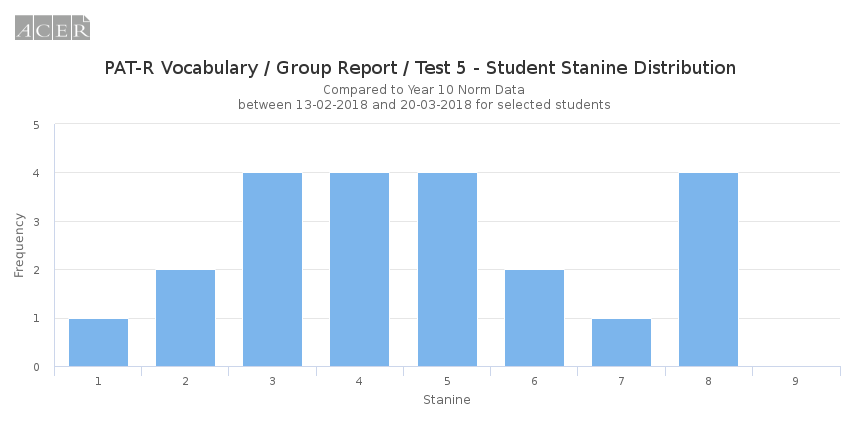 ACER
PAT-R Vocabulary / Group Report / Test 5 - Student Stanine Distribution
Compared to Year 10 Norm Data
between 13-02-2018 and 20-03-2018 for selected students
5
4
3
2
1
0
Frequency
1 2 3 4 5 6 7 8 9
Stanine